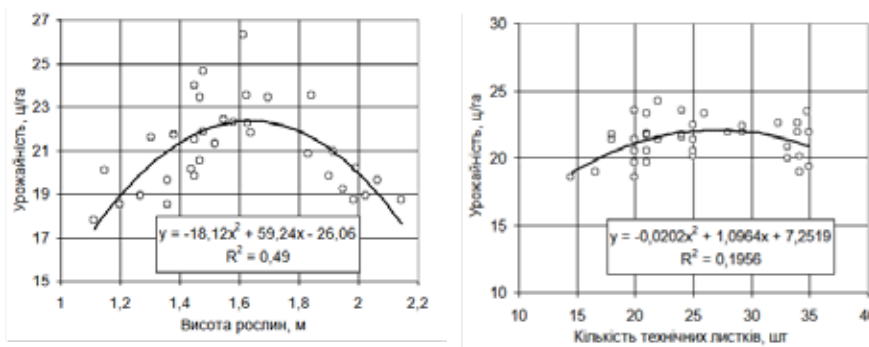 27
25
23
21
19
17
15
Урожайність, ц/га
y = -18,12x² + 59,24x - 26,06
R² = 0,49
1 1,2 1,4 1,6 1,8 2 2,2
Висота рослин, м
30
25
20
15
10
Урожайність, ц/га
y = -0,0202x² + 1,0964x + 7,2519
R² = 0,1956
10 15 20 25 30 35 40
Кількість технічних листків, шт